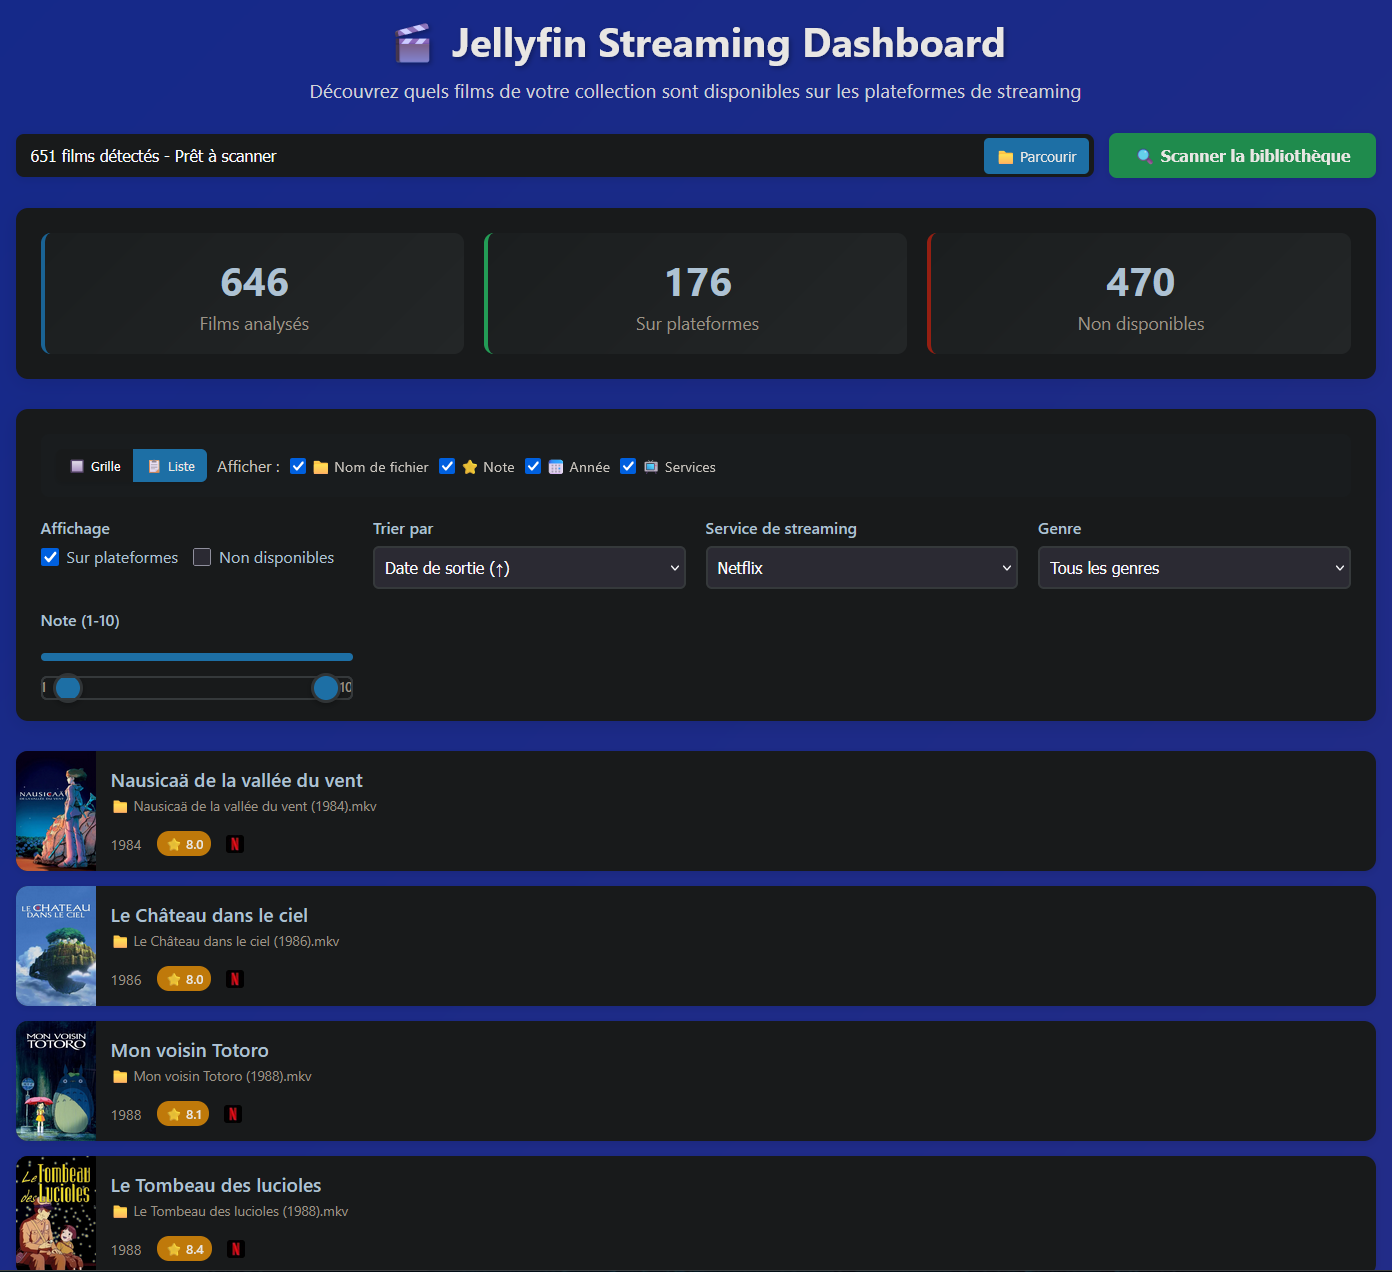 Jellyfin Streaming Dashboard
Découvrez quels films de votre collection sont disponibles sur les plateformes de streaming
651 films détectés - Prêt à scanner
Parcourir
Scanner la bibliothèque
646
Films analysés
176
Sur plateformes
470
Non disponibles
Grille
Liste
Afficher :
Nom de fichier
Note
Année
Services
Affichage
Sur plateformes
Non disponibles
Trier par
Date de sortie (↑)
Service de streaming
Netflix
Genre
Tous les genres
Note (1-10)
1
10
NAUSICAÄ
DE LA VALLÉE DU VENT
Nausicaä de la vallée du vent
Nausicaä de la vallée du vent (1984).mkv
1984
8.0
N
LE CHATEAU
DANS LE CIEL
Le Château dans le ciel
Le Château dans le ciel (1986).mkv
1986
8.0
N
MON VOISIN
TOTORO
Mon voisin Totoro
Mon voisin Totoro (1988).mkv
1988
8.1
N
Le Tombeau
des Lucioles
Le Tombeau des lucioles
Le Tombeau des lucioles (1988).mkv
1988
8.4
N